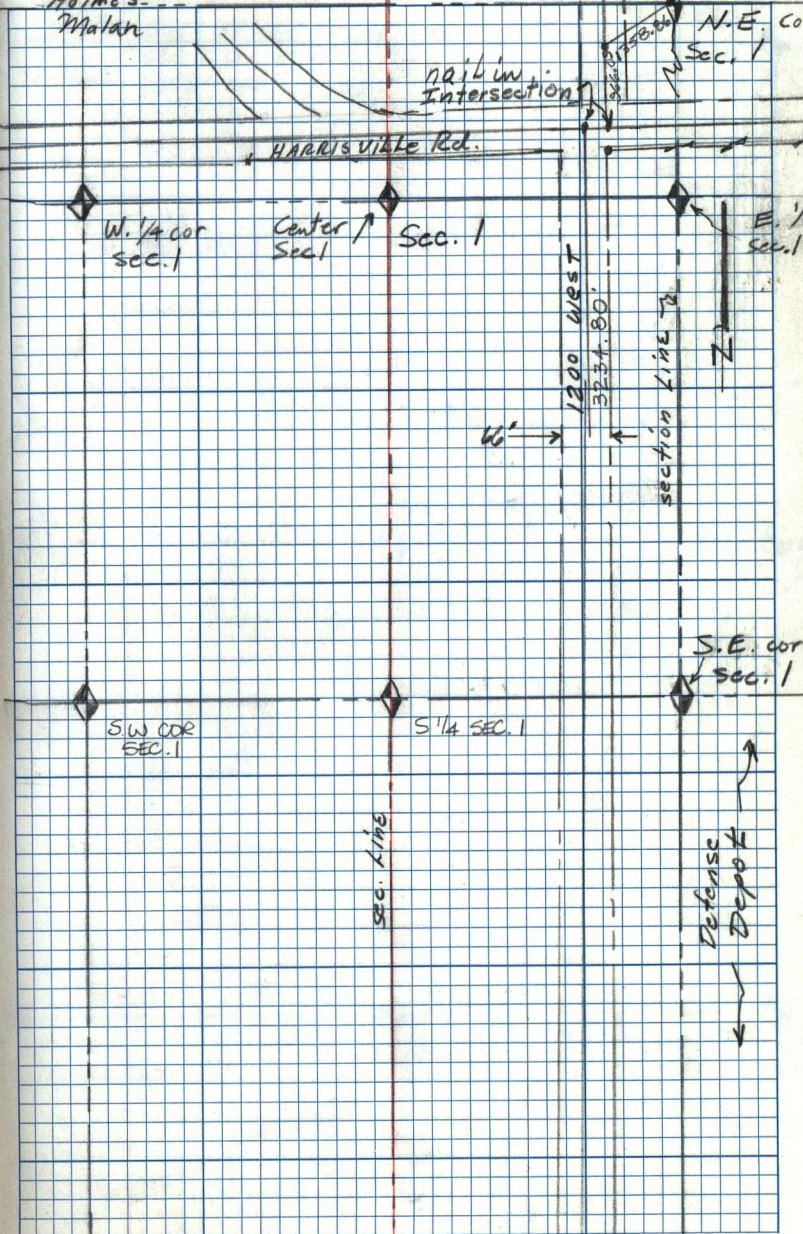 Malan
N.E. Co
Sec. 1
1358.86
nail in
Intersection
HARRISVILLE Rd.
W. 1/4 cor
sec. 1
Center
Sec 1
Sec. 1
E. 1/
sec. 1
1200 West
3234.80'
section Line
N
66'
S.E. cor
sec. 1
S.W COR
SEC. 1
S 1/4 SEC. 1
sec. Line
Defense
Depot